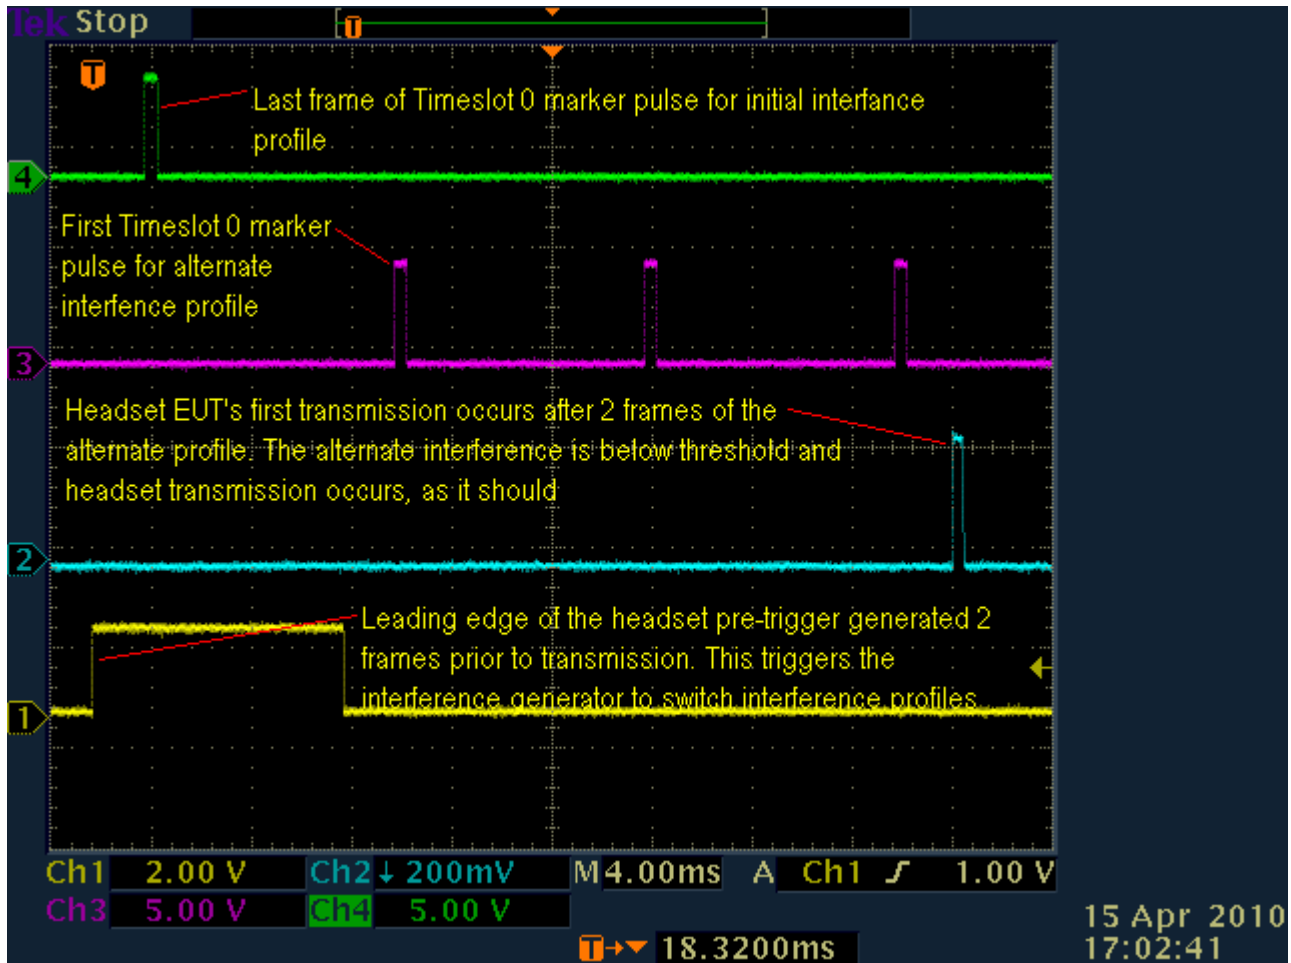 Tek Stop
T
T
Last frame of Timeslot 0 marker pulse for initial interfance
profile
4
First Timeslot 0 marker
pulse for alternate
interfence profile
3
Headset EUT's first transmission occurs after 2 frames of the
alternate profile. The alternate interference is below threshold and
headset transmission occurs, as it should
2
Leading edge of the headset pre-trigger generated 2
frames prior to transmission. This triggers the
interference generator to switch interference profiles
1
Ch1 2.00 V Ch2 ↓ 200mV M 4.00ms A Ch1 ƒ 1.00 V
Ch3 5.00 V Ch4 5.00 V
T→▼ 18.3200ms
15 Apr 2010
17:02:41